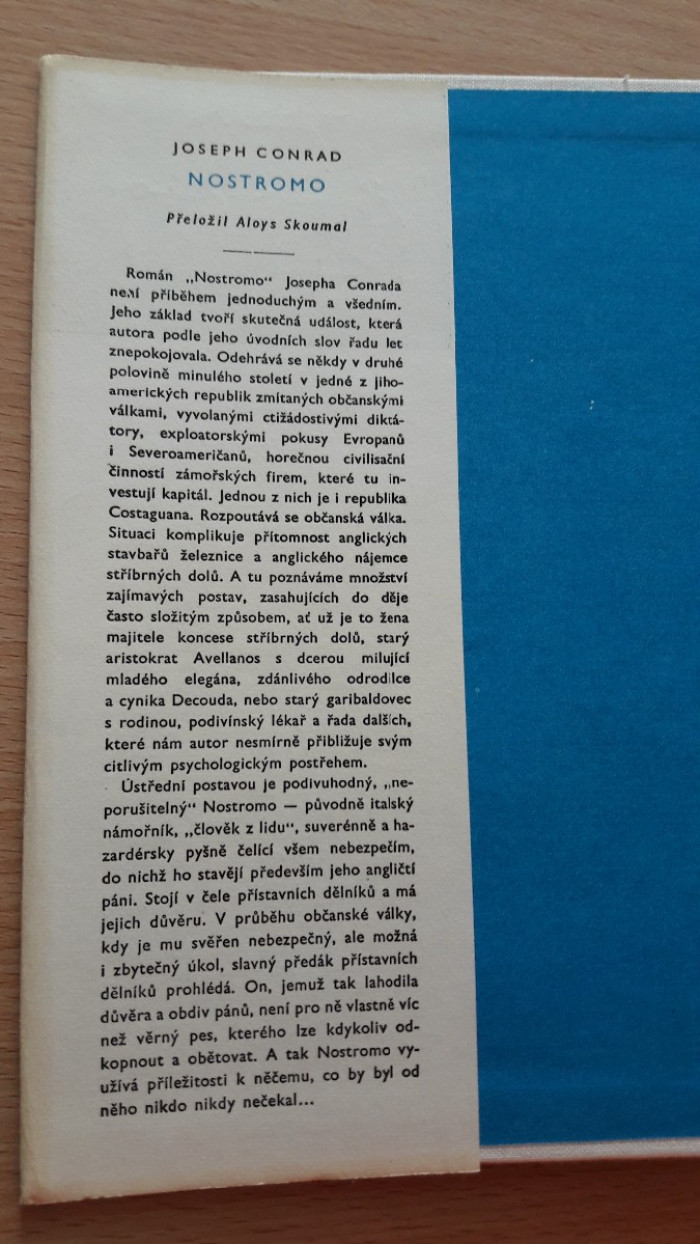 JOSEPH CONRAD
NOSTROMO
Přeložil Aloys Skoumal
Román „Nostromo“ Josepha Conrada
není příběhem jednoduchým a všedním.
Jeho základ tvoří skutečná událost, která
autora podle jeho úvodních slov řadu let
znepokojovala. Odehrává se někdy v druhé
polovině minulého století v jedné z jiho-
amerických republik zmítaných občanskými
válkami, vyvolanými ctižádostivými diktá-
tory, exploatorskými pokusy Evropanů
i Severoameričanů, horečnou civilisační
činností zámořských firem, které tu in-
vestují kapitál. Jednou z nich je i republika
Costaguana. Rozpoutává se občanská válka.
Situaci komplikuje přítomnost anglických
stavbařů železnice a anglického nájemce
stříbrných dolů. A tu poznáváme množství
zajímavých postav, zasahujících do děje
často složitým způsobem, ať už je to žena
majitele koncese stříbrných dolů, starý
aristokrat Avellanos s dcerou milující
mladého elegána, zdánlivého odrodilce
a cynika Decouda, nebo starý garibaldovec
s rodinou, podivínský lékař a řada dalších,
které nám autor nesmírně přibližuje svým
citlivým psychologickým postřehem.
Ústřední postavou je podivuhodný, „ne-
porušitelný“ Nostromo — původně italský
námořník, „člověk z lidu“, suverénně a ha-
zardérsky pyšně čelící všem nebezpečím,
do nichž ho stavějí především jeho angličtí
páni. Stojí v čele přístavních dělníků a má
jejich důvěru. V průběhu občanské války,
kdy je mu svěřen nebezpečný, ale možná
i zbytečný úkol, slavný předák přístavních
dělníků prohlédá. On, jemuž tak lahodila
důvěra a obdiv pánů, není pro ně vlastně víc
než věrný pes, kterého lze kdykoliv od-
kopnout a obětovat. A tak Nostromo vy-
užívá příležitosti k něčemu, co by byl od
něho nikdo nikdy nečekal...